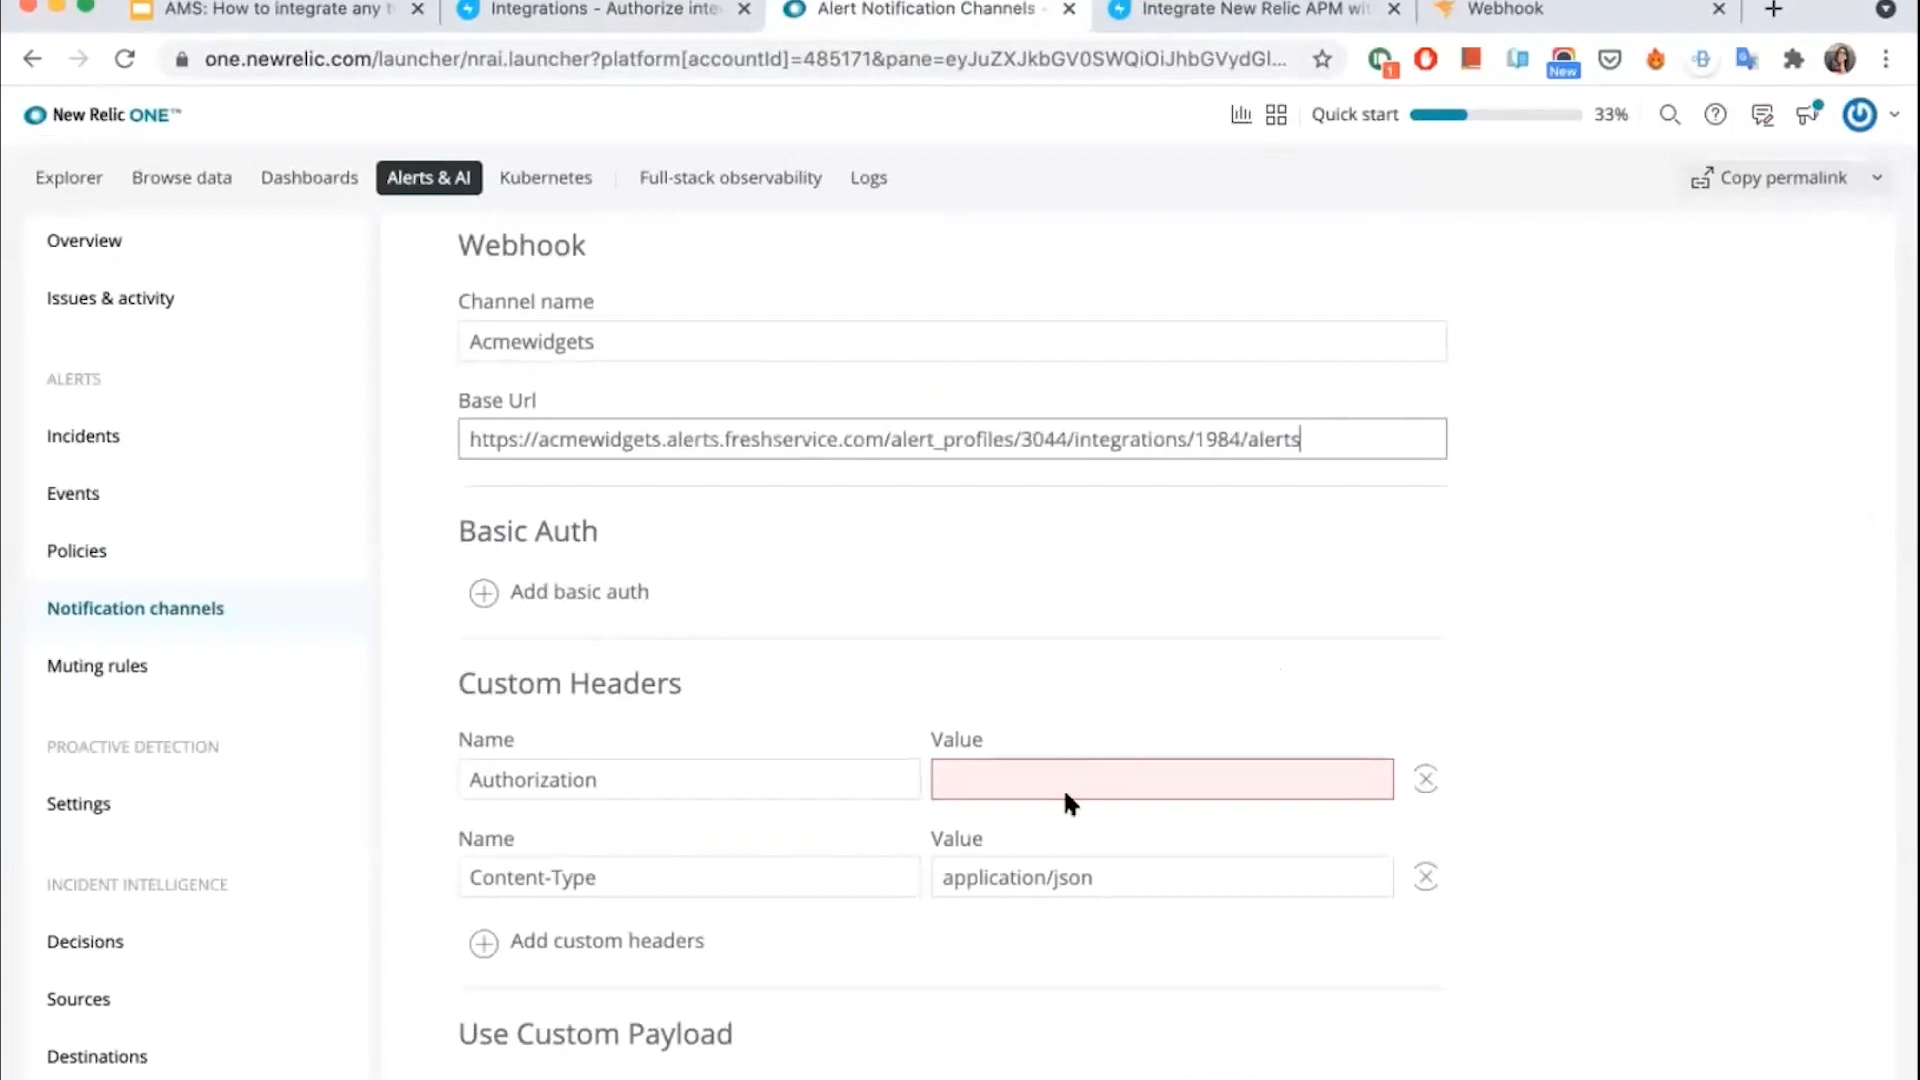 AMS: How to integrate any t
Integrations - Authorize inte
Alert Notification Channels -
Integrate New Relic APM wit
Webhook
one.newrelic.com/launcher/nrai.launcher?platform[accountId]=485171&pane=eyJuZXJkbGV0SWQiOiJhbGVydGl...
1
New
New Relic ONE™
Quick start
33%
Explorer
Browse data
Dashboards
Alerts & AI
Kubernetes
Full-stack observability
Logs
Copy permalink
Overview
Issues & activity
ALERTS
Incidents
Events
Policies
Notification channels
Muting rules
PROACTIVE DETECTION
Settings
INCIDENT INTELLIGENCE
Decisions
Sources
Destinations
Webhook
Channel name
Acmewidgets
Base Url
https://acmewidgets.alerts.freshservice.com/alert_profiles/3044/integrations/1984/alerts
Basic Auth
Add basic auth
Custom Headers
Name Value
Authorization
Name Value
Content-Type application/json
Add custom headers
Use Custom Payload